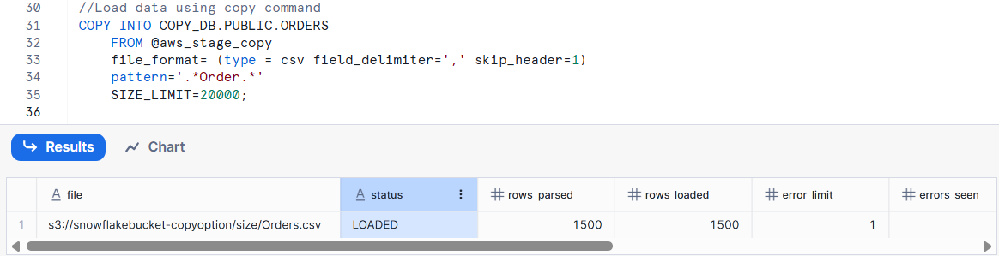 30 //Load data using copy command
31 COPY INTO COPY_DB.PUBLIC.ORDERS
32 FROM @aws_stage_copy
33 file_format= (type = csv field_delimiter=',' skip_header=1)
34 pattern='.*Order.*'
35 SIZE_LIMIT=20000;
36
Results Chart
A file A status # rows_parsed # rows_loaded # error_limit # errors_seen
1 s3://snowflakebucket-copyoption/size/Orders.csv LOADED 1500 1500 1